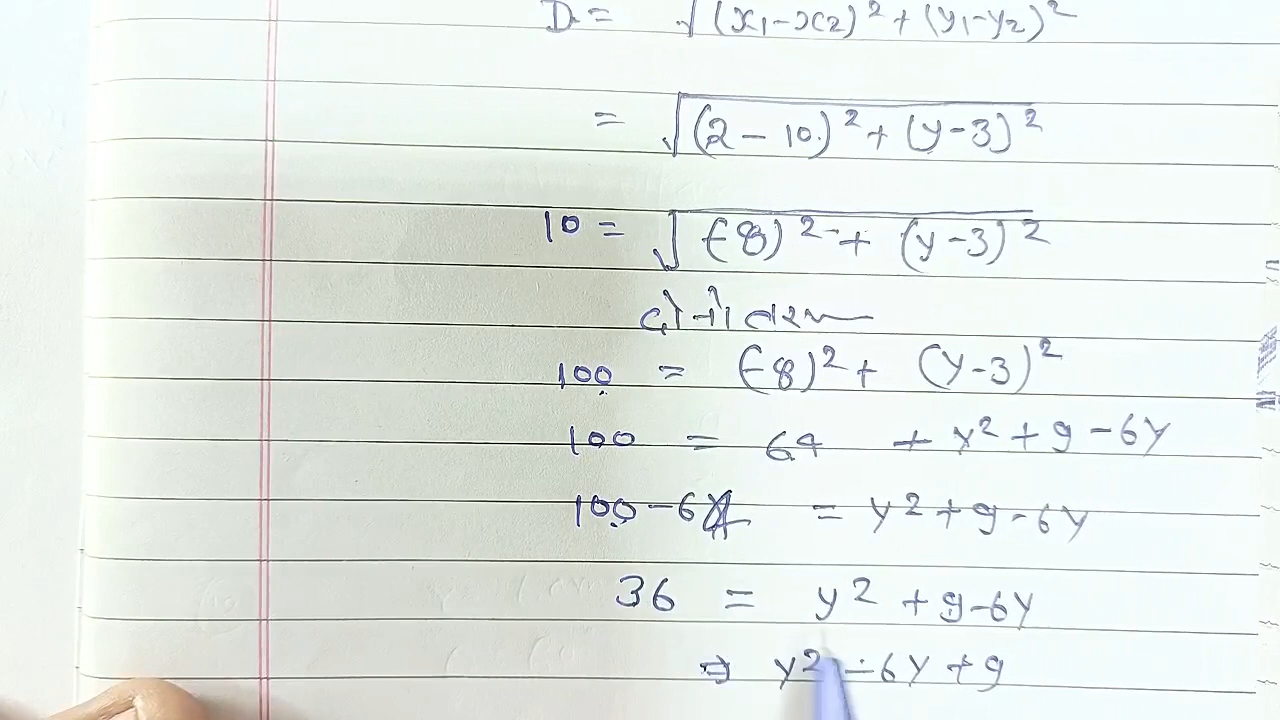 D = √(x₁-x₂)² + (y₁-y₂)²
= √(2-10)² + (y-3)²
10 = √(-8)² + (y-3)²
100 = (-8)² + (y-3)²
100 = 64 + y² + 9 - 6y
100 - 64 = y² + 9 - 6y
36 = y² + 9 - 6y
⇒ y² - 6y + 9